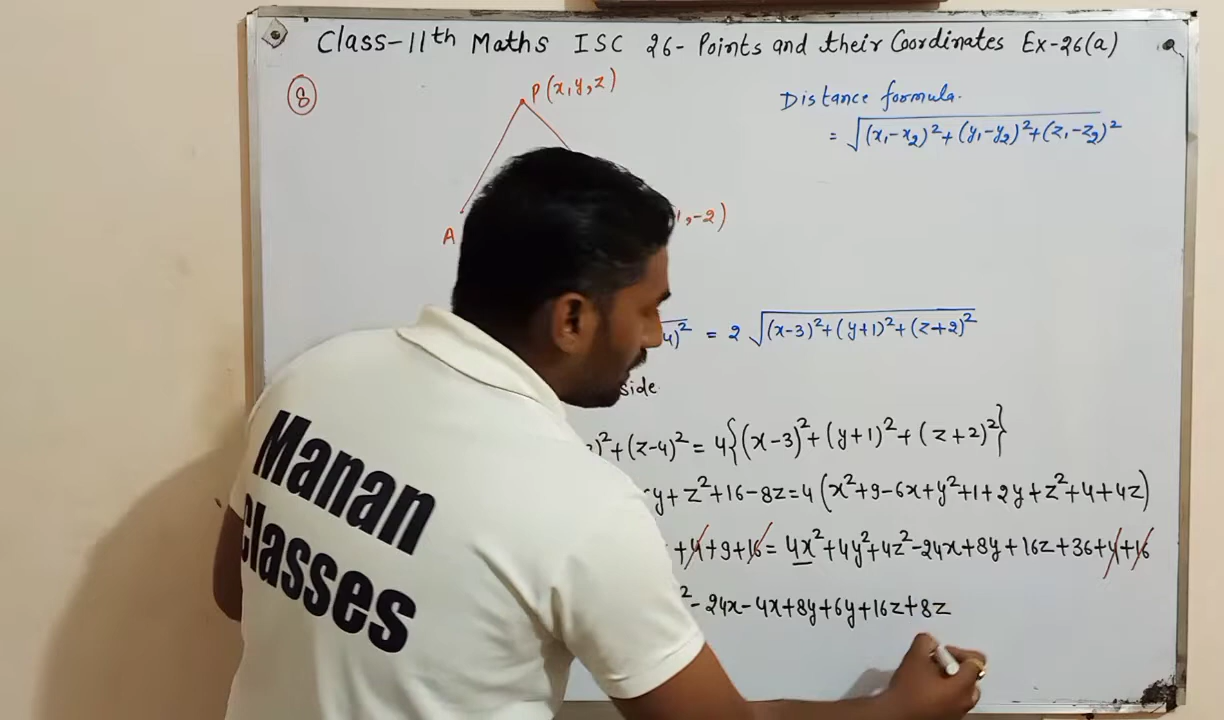 Class-11th Maths ISC 26- Points and their Coordinates Ex-26(a)
8
P(x,y,z)
Distance formula.
= √(x₁-x₂)²+(y₁-y₂)²+(z₁-z₂)²
A
1,-2)
4)² = 2 √(x-3)²+(y+1)²+(z+2)²
side.
)²+(z-4)² = 4{(x-3)²+(y+1)²+(z+2)²}
6y+z²+16-8z=4(x²+9-6x+y²+1+2y+z²+4+4z)
+4+9+16= 4x²+4y²+4z²-24x+8y+16z+36+4+16
²-24x-4x+8y+6y+16z+8z
Manan
Classes